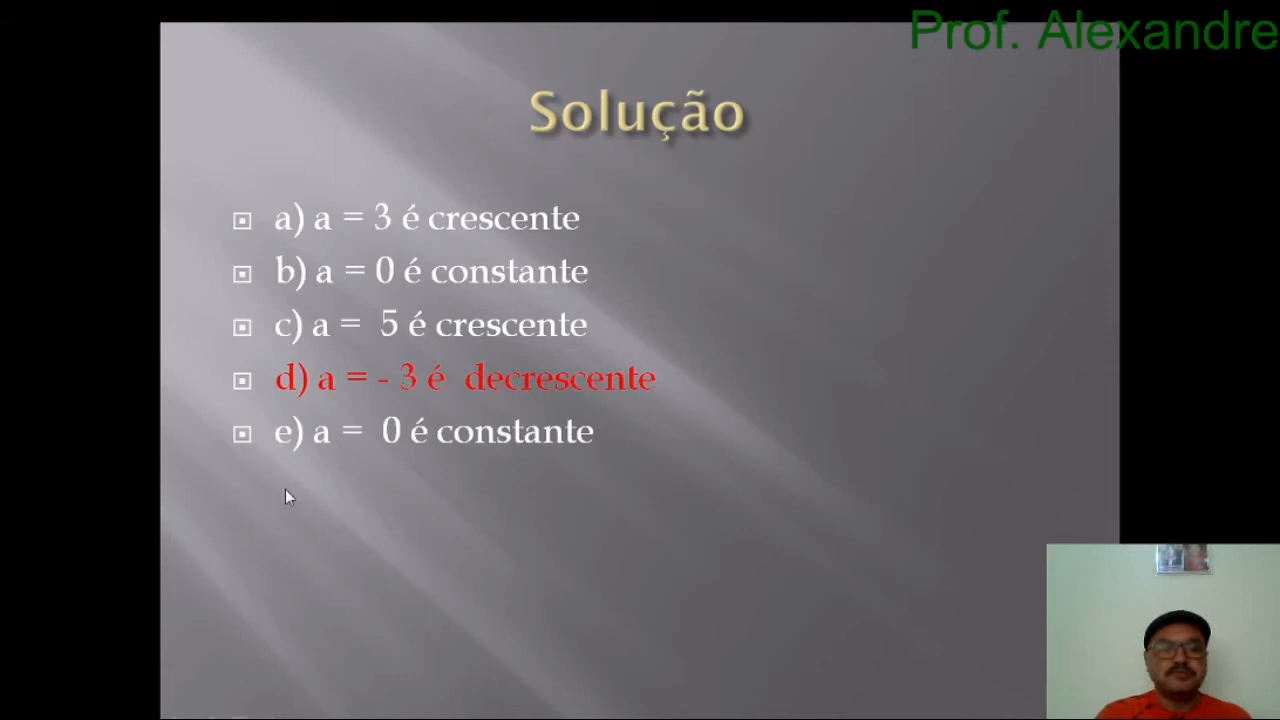 Prof. Alexandre
Solução
a) a = 3 é crescente
b) a = 0 é constante
c) a = 5 é crescente
d) a = - 3 é decrescente
e) a = 0 é constante